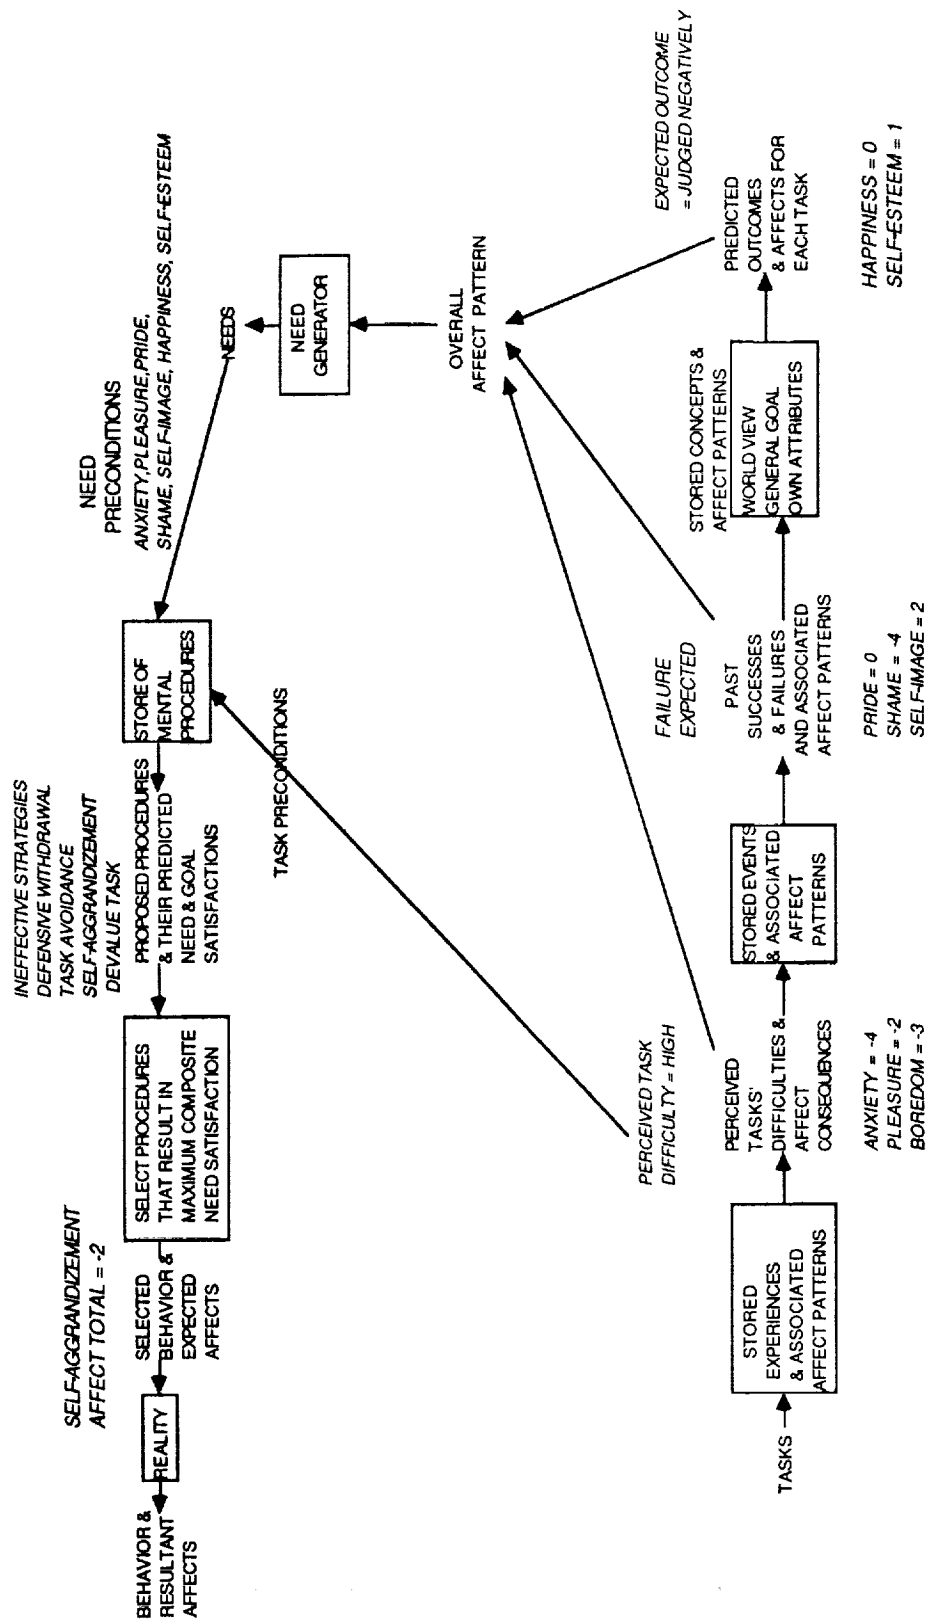 INEFFECTIVE STRATEGIES
DEFENSIVE WITHDRAWAL
TASK AVOIDANCE
SELF-AGGRANDIZEMENT
DEVALUE TASK
SELF-AGGRANDIZEMENT
AFFECT TOTAL = -2
NEED
PRECONDITIONS
ANXIETY, PLEASURE, PRIDE,
SHAME, SELF-IMAGE, HAPPINESS, SELF-ESTEEM
BEHAVIOR &
RESULTANT
AFFECTS
REALITY
SELECTED
BEHAVIOR &
EXPECTED
AFFECTS
SELECT PROCEDURES
THAT RESULT IN
MAXIMUM COMPOSITE
NEED SATISFACTION
PROPOSED PROCEDURES
& THEIR PREDICTED
NEED & GOAL
SATISFACTIONS
STORE OF
MENTAL
PROCEDURES
NEEDS
NEED
GENERATOR
TASK PRECONDITIONS
OVERALL
AFFECT PATTERN
PERCEIVED TASK
DIFFICULTY = HIGH
FAILURE
EXPECTED
EXPECTED OUTCOME
= JUDGED NEGATIVELY
TASKS
STORED
EXPERIENCES
& ASSOCIATED
AFFECT PATTERNS
PERCEIVED
TASKS'
DIFFICULTIES &
AFFECT
CONSEQUENCES
STORED EVENTS
& ASSOCIATED
AFFECT
PATTERNS
PAST
SUCCESSES
& FAILURES
AND ASSOCIATED
AFFECT PATTERNS
STORED CONCEPTS &
AFFECT PATTERNS
WORLD VIEW
GENERAL GOAL
OWN ATTRIBUTES
PREDICTED
OUTCOMES
& AFFECTS FOR
EACH TASK
ANXIETY = -4
PLEASURE = -2
BOREDOM = -3
PRIDE = 0
SHAME = -4
SELF-IMAGE = 2
HAPPINESS = 0
SELF-ESTEEM = 1